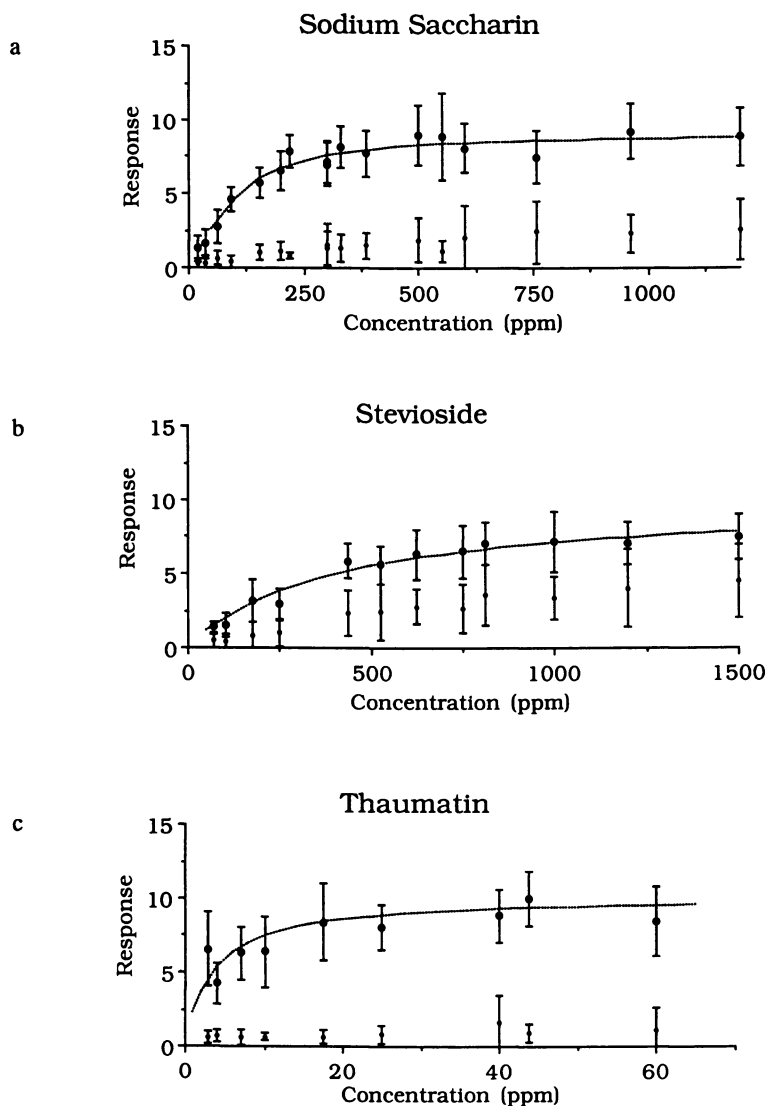 a
Sodium Saccharin
15
10
5
0
Response
0 250 500 750 1000
Concentration (ppm)
b
Stevioside
15
10
5
0
Response
0 500 1000 1500
Concentration (ppm)
c
Thaumatin
15
10
5
0
Response
0 20 40 60
Concentration (ppm)